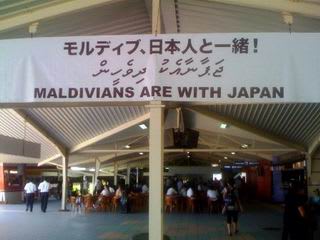 モルディブ、日本人と一緒！
ޖަޕާނާއެކު ދިވެހިން
MALDIVIANS ARE WITH JAPAN